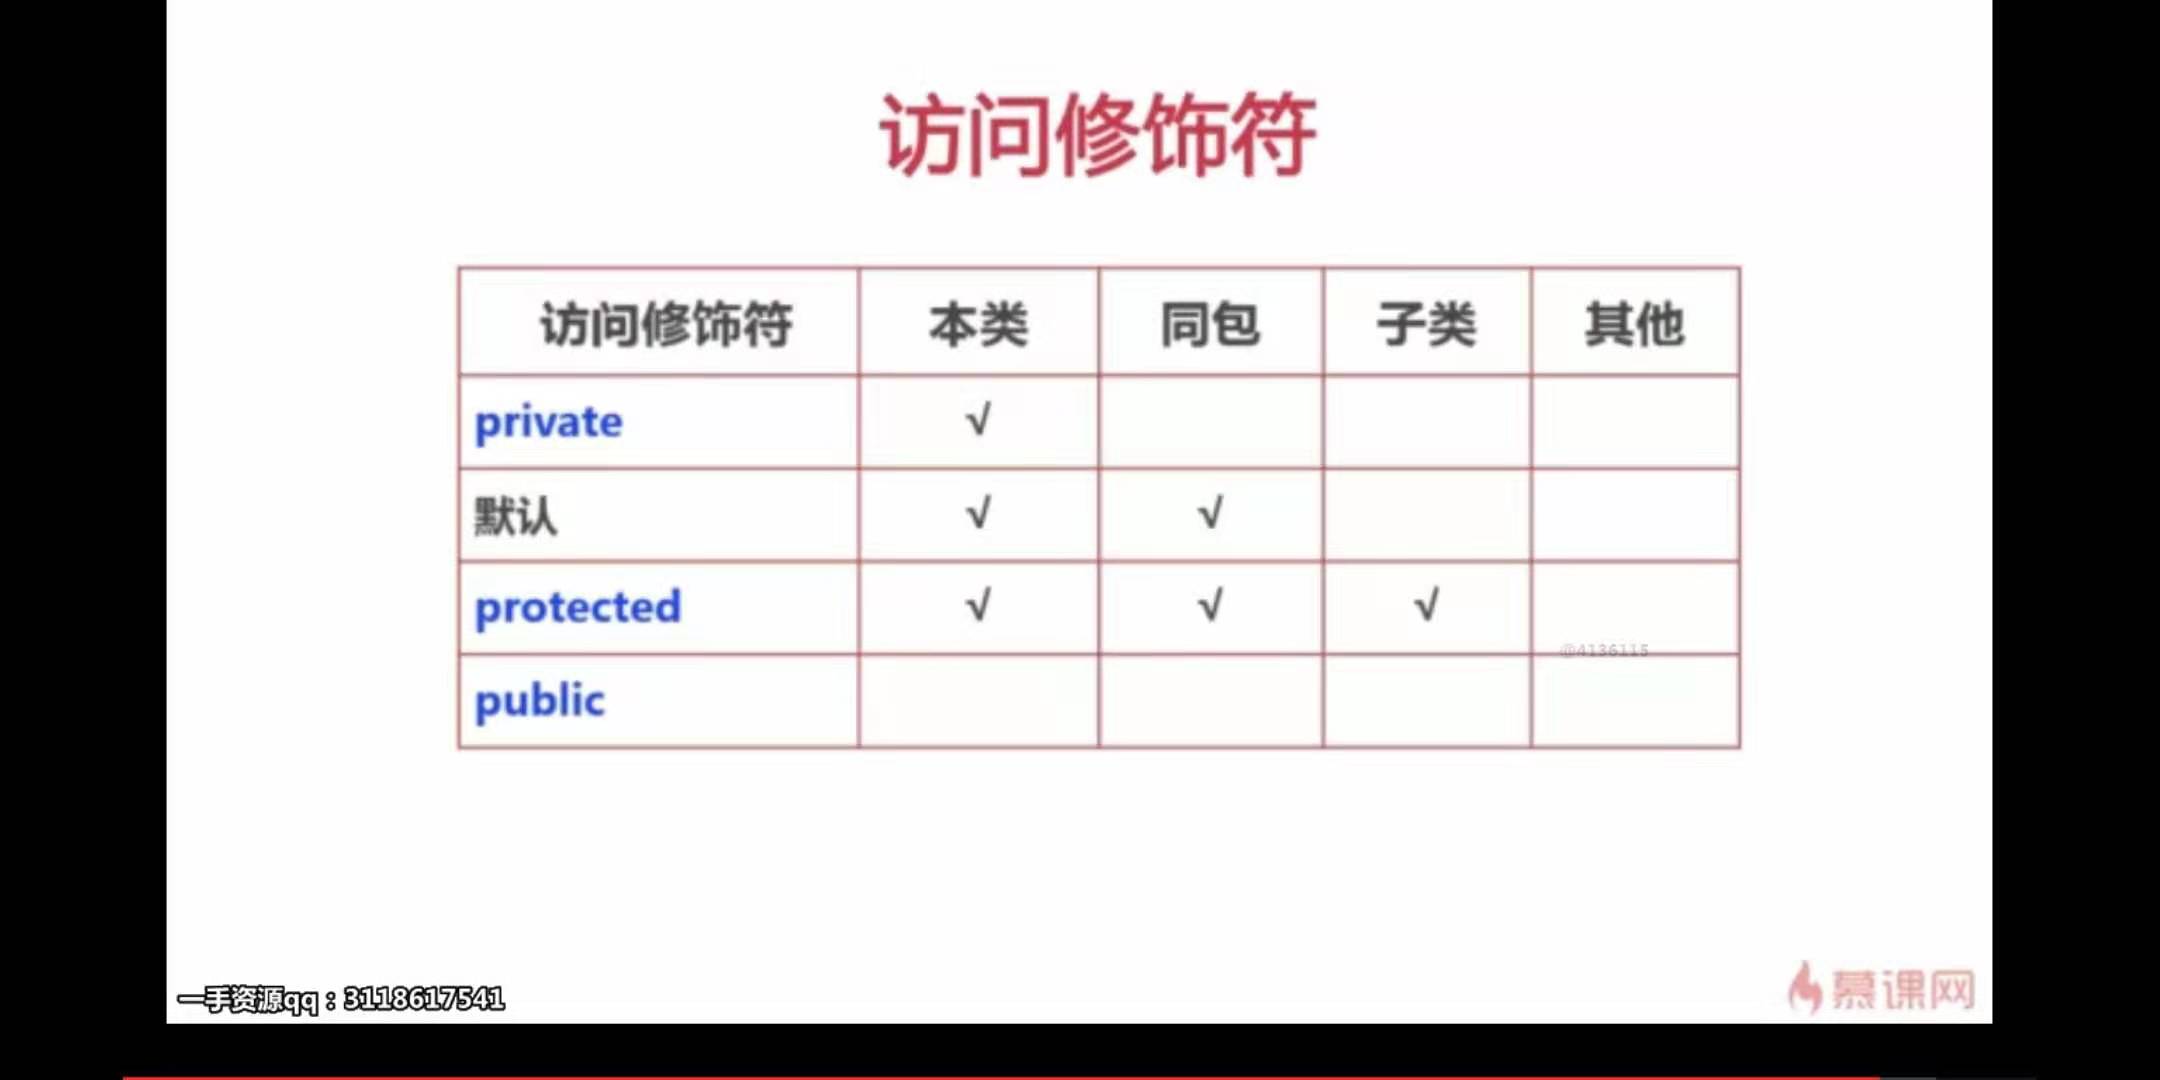 访问修饰符
访问修饰符 本类 同包 子类 其他
private √
默认 √ √
protected √ √ √
@4136115
public
一手资源qq：3118617541
慕课网